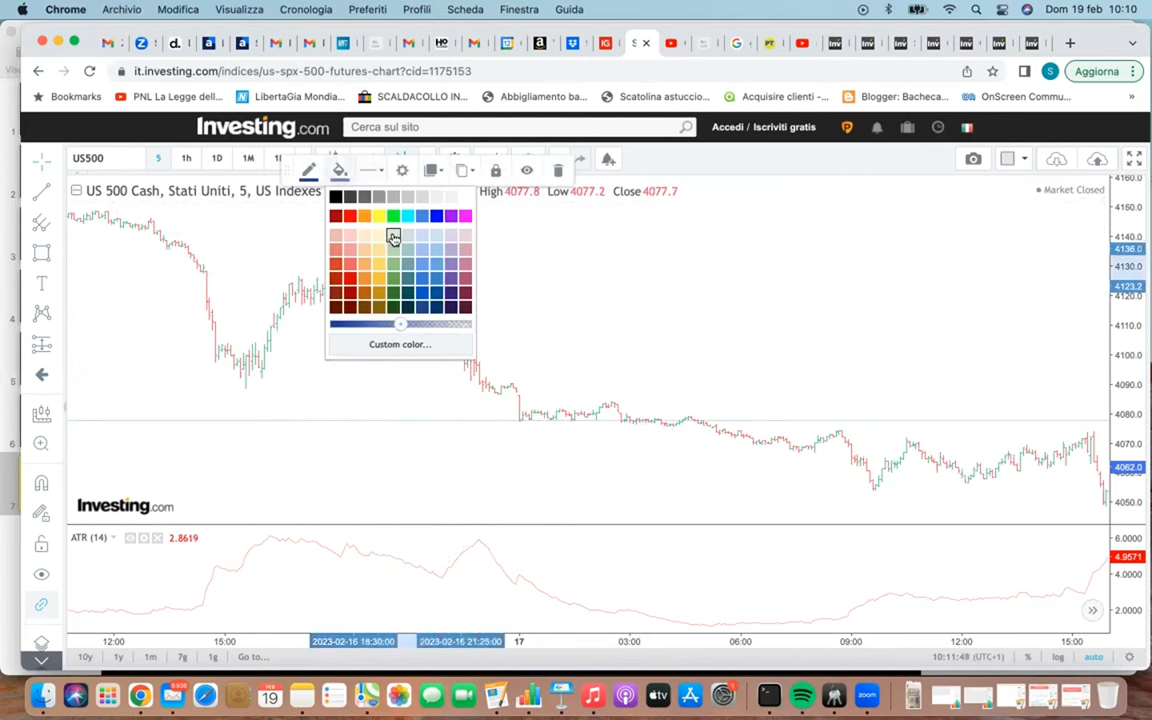 Chrome Archivio Modifica Visualizza Cronologia Preferiti Profili Scheda Finestra Guida Dom 19 feb 10:10
it.investing.com/indices/us-spx-500-futures-chart?cid=1175153
Aggiorna
Bookmarks PNL La Legge dell... LibertaGia Mondia... SCALDACOLLO IN... Abbigliamento ba... Scatolina astuccio... Acquisire clienti -... Blogger: Bacheca... OnScreen Commu... »
Investing.com Cerca sul sito Accedi / Iscriviti gratis
US500 5 1h 1D 1M
US 500 Cash, Stati Uniti, 5, US Indexes High 4077.8 Low 4077.2 Close 4077.7
Market Closed
4160.0
4150.0
4140.0
4136.0
4130.0
4123.2
4120.0
4110.0
4100.0
4090.0
4080.0
4070.0
4062.0
4050.0
Custom color...
Investing.com
ATR (14) 2.8619
6.0000
4.9571
4.0000
2.0000
12:00 15:00 2023-02-16 18:30:00 2023-02-16 21:25:00 17 03:00 06:00 09:00 12:00 15:00
10y 1y 1m 7g 1g Go to... 10:11:48 (UTC+1) % log auto